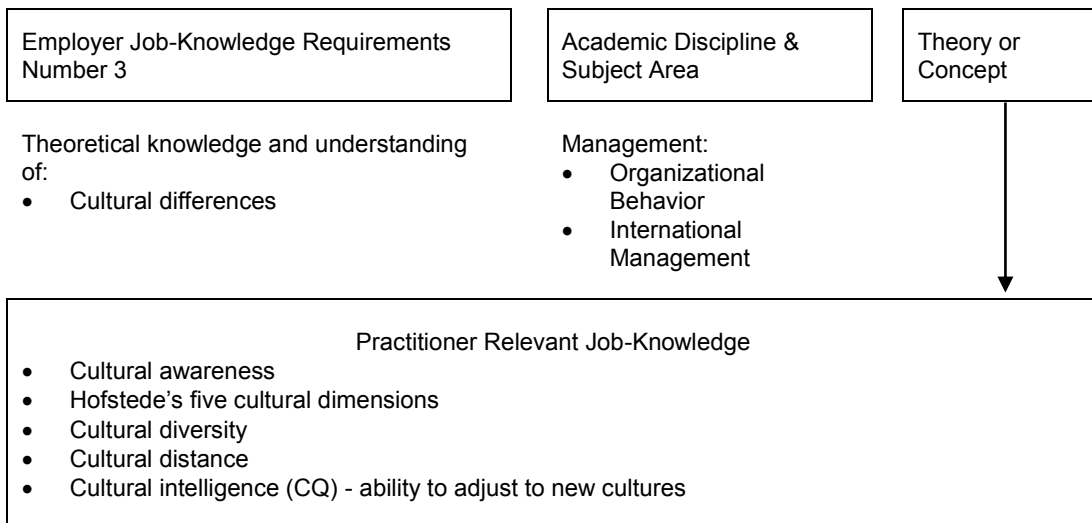 Employer Job-Knowledge Requirements
Number 3
Academic Discipline &
Subject Area
Theory or
Concept
Theoretical knowledge and understanding
of:
• Cultural differences
Management:
• Organizational
Behavior
• International
Management
Practitioner Relevant Job-Knowledge
• Cultural awareness
• Hofstede’s five cultural dimensions
• Cultural diversity
• Cultural distance
• Cultural intelligence (CQ) - ability to adjust to new cultures